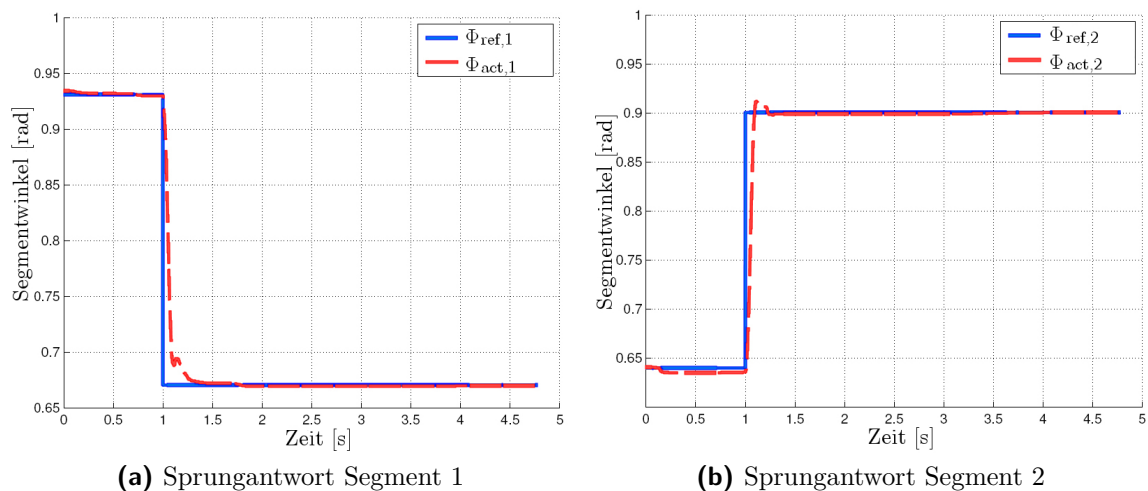 Φref,1
Φact,1
1
0.95
0.9
0.85
0.8
0.75
0.7
0.65
Segmentwinkel [rad]
0 0.5 1 1.5 2 2.5 3 3.5 4 4.5 5
Zeit [s]
(a) Sprungantwort Segment 1
Φref,2
Φact,2
1
0.95
0.9
0.85
0.8
0.75
0.7
0.65
Segmentwinkel [rad]
0 0.5 1 1.5 2 2.5 3 3.5 4 4.5 5
Zeit [s]
(b) Sprungantwort Segment 2